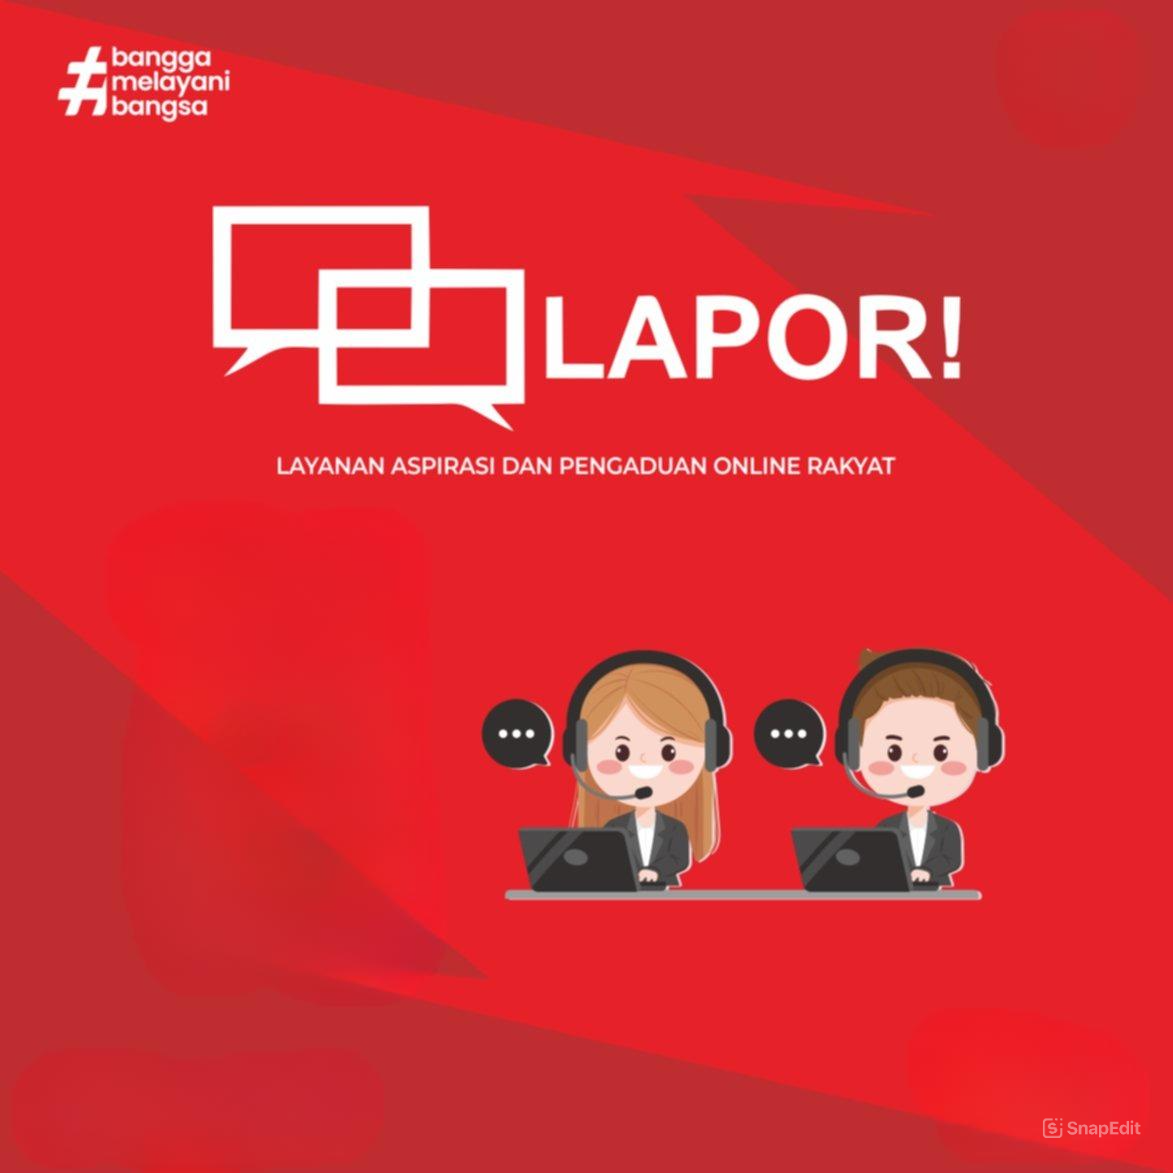 #bangga
melayani
bangsa
LAPOR!
LAYANAN ASPIRASI DAN PENGADUAN ONLINE RAKYAT
SnapEdit